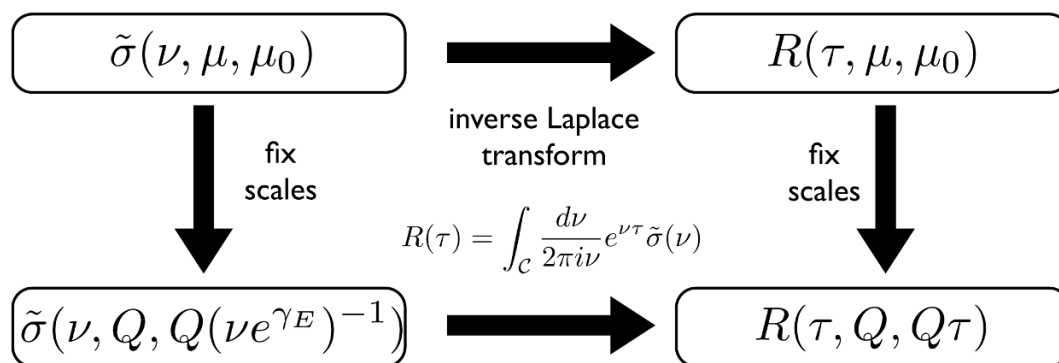 σ̃(ν, μ, μ₀)
R(τ, μ, μ₀)
inverse Laplace
transform
fix
scales
fix
scales
R(τ) = ∫_C dν/(2πiν) e^{ντ} σ̃(ν)
σ̃(ν, Q, Q(νe^{γ_E})^{-1})
R(τ, Q, Qτ)